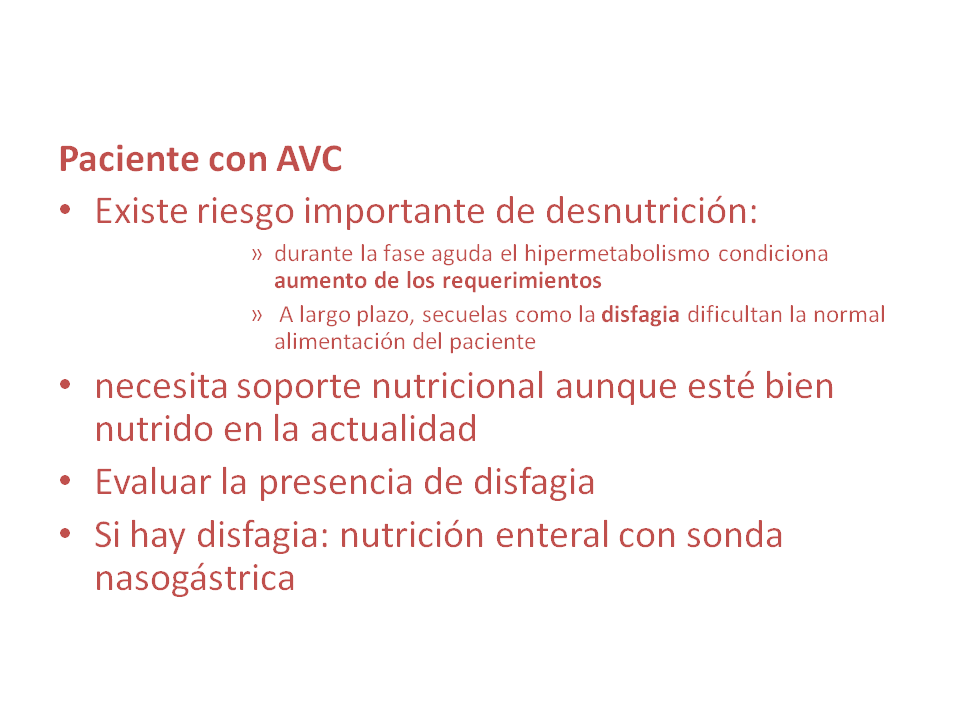 Paciente con AVC
• Existe riesgo importante de desnutrición:
» durante la fase aguda el hipermetabolismo condiciona
aumento de los requerimientos
» A largo plazo, secuelas como la disfagia dificultan la normal
alimentación del paciente
• necesita soporte nutricional aunque esté bien
nutrido en la actualidad
• Evaluar la presencia de disfagia
• Si hay disfagia: nutrición enteral con sonda
nasogástrica